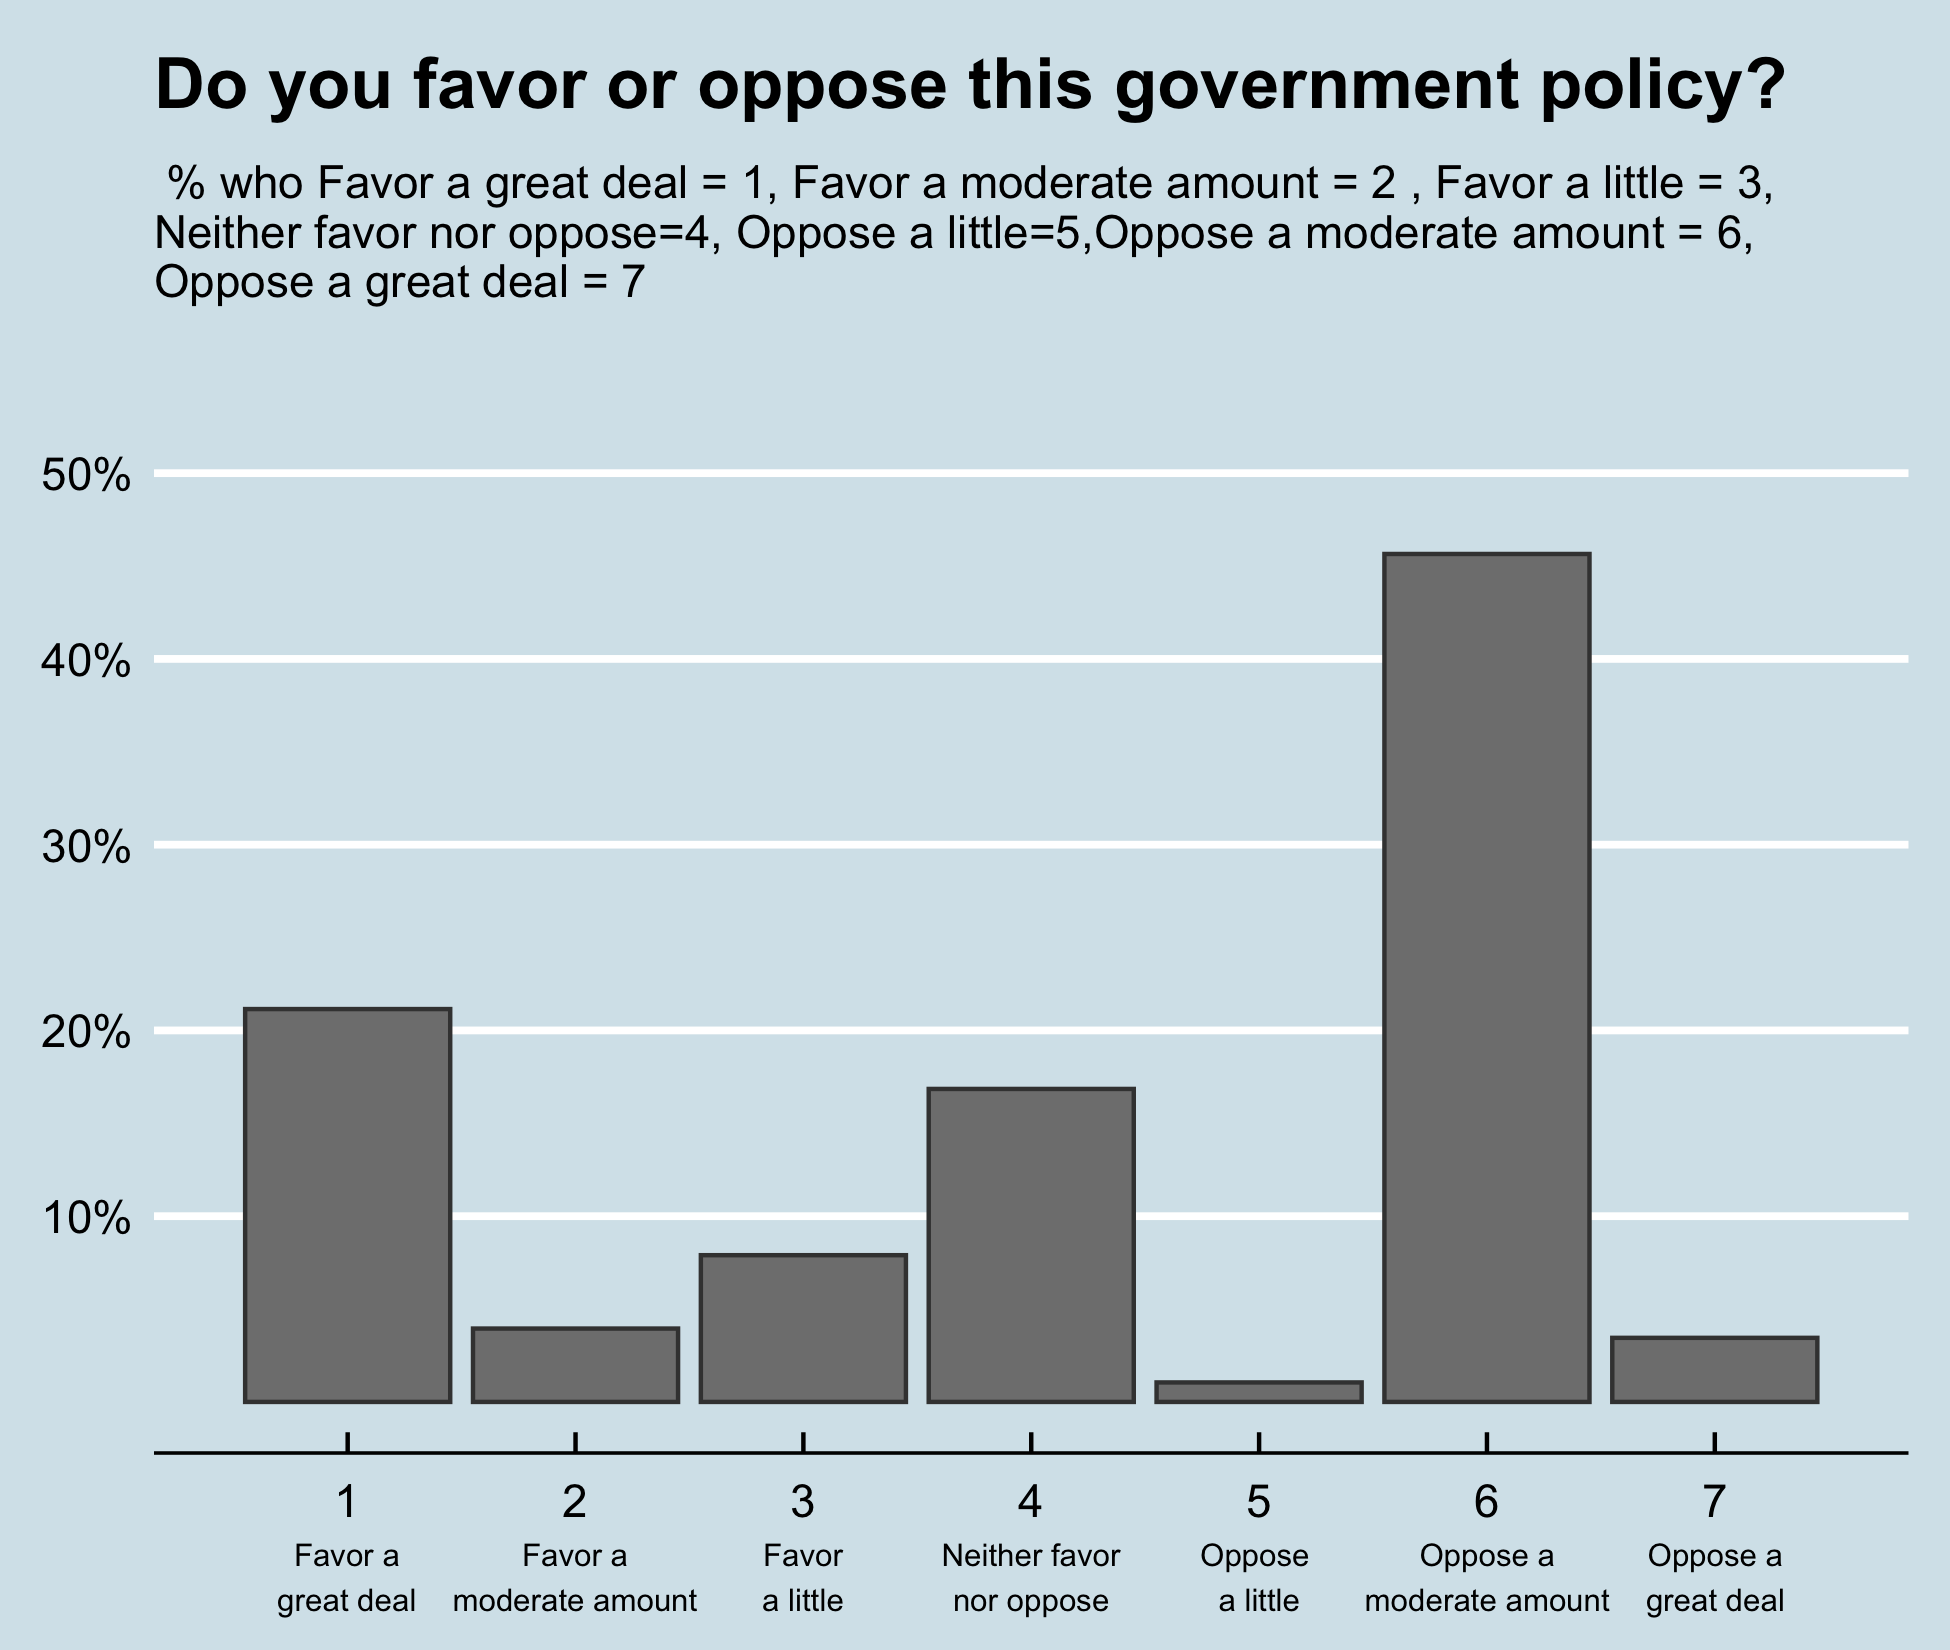 Do you favor or oppose this government policy?
% who Favor a great deal = 1, Favor a moderate amount = 2 , Favor a little = 3,
Neither favor nor oppose=4, Oppose a little=5,Oppose a moderate amount = 6,
Oppose a great deal = 7
50%
40%
30%
20%
10%
1 2 3 4 5 6 7
Favor a Favor a Favor Neither favor Oppose Oppose a Oppose a
great deal moderate amount a little nor oppose a little moderate amount great deal